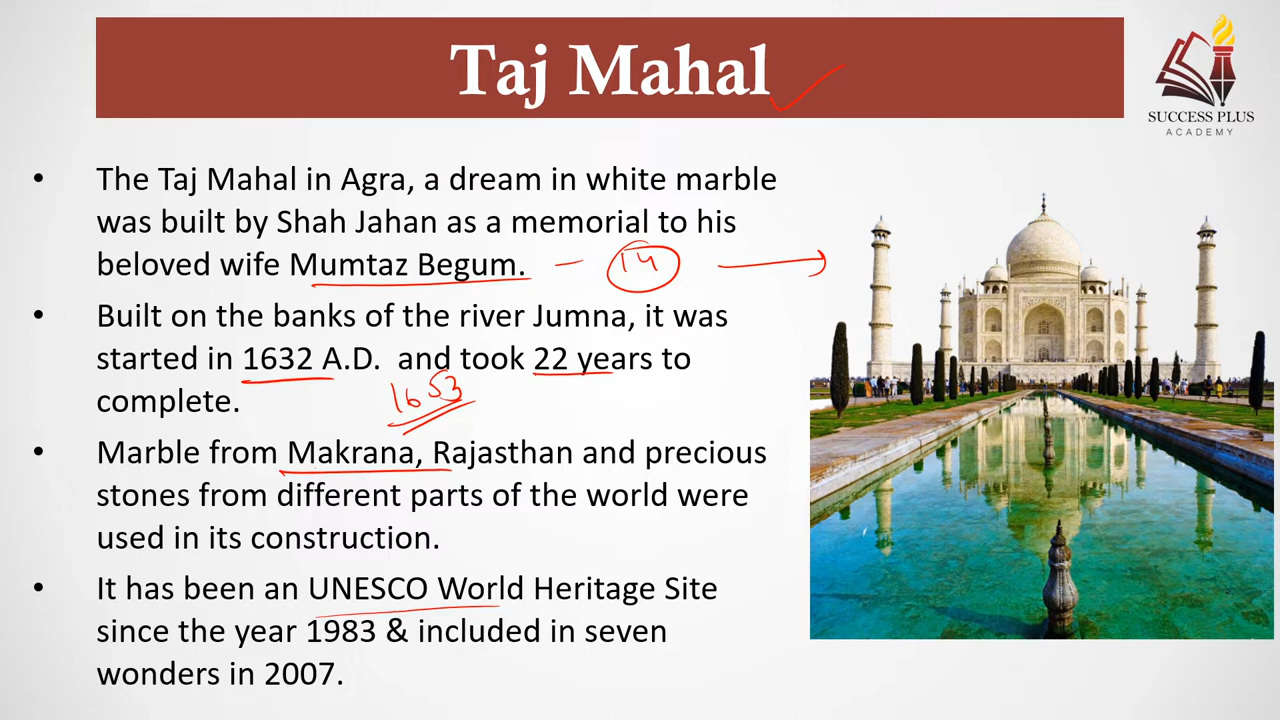 Taj Mahal
SUCCESS PLUS
ACADEMY
• The Taj Mahal in Agra, a dream in white marble
was built by Shah Jahan as a memorial to his
beloved wife Mumtaz Begum. – 14
• Built on the banks of the river Jumna, it was
started in 1632 A.D. and took 22 years to
complete. 1653
• Marble from Makrana, Rajasthan and precious
stones from different parts of the world were
used in its construction.
• It has been an UNESCO World Heritage Site
since the year 1983 & included in seven
wonders in 2007.